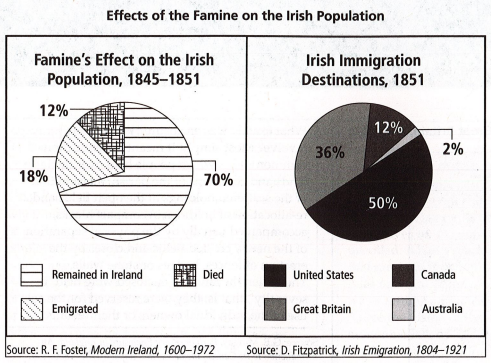 Effects of the Famine on the Irish Population
Famine's Effect on the Irish
Population, 1845–1851
12%
18%
70%
Remained in Ireland
Died
Emigrated
Source: R. F. Foster, Modern Ireland, 1600–1972
Irish Immigration
Destinations, 1851
12%
2%
36%
50%
United States
Canada
Great Britain
Australia
Source: D. Fitzpatrick, Irish Emigration, 1804–1921